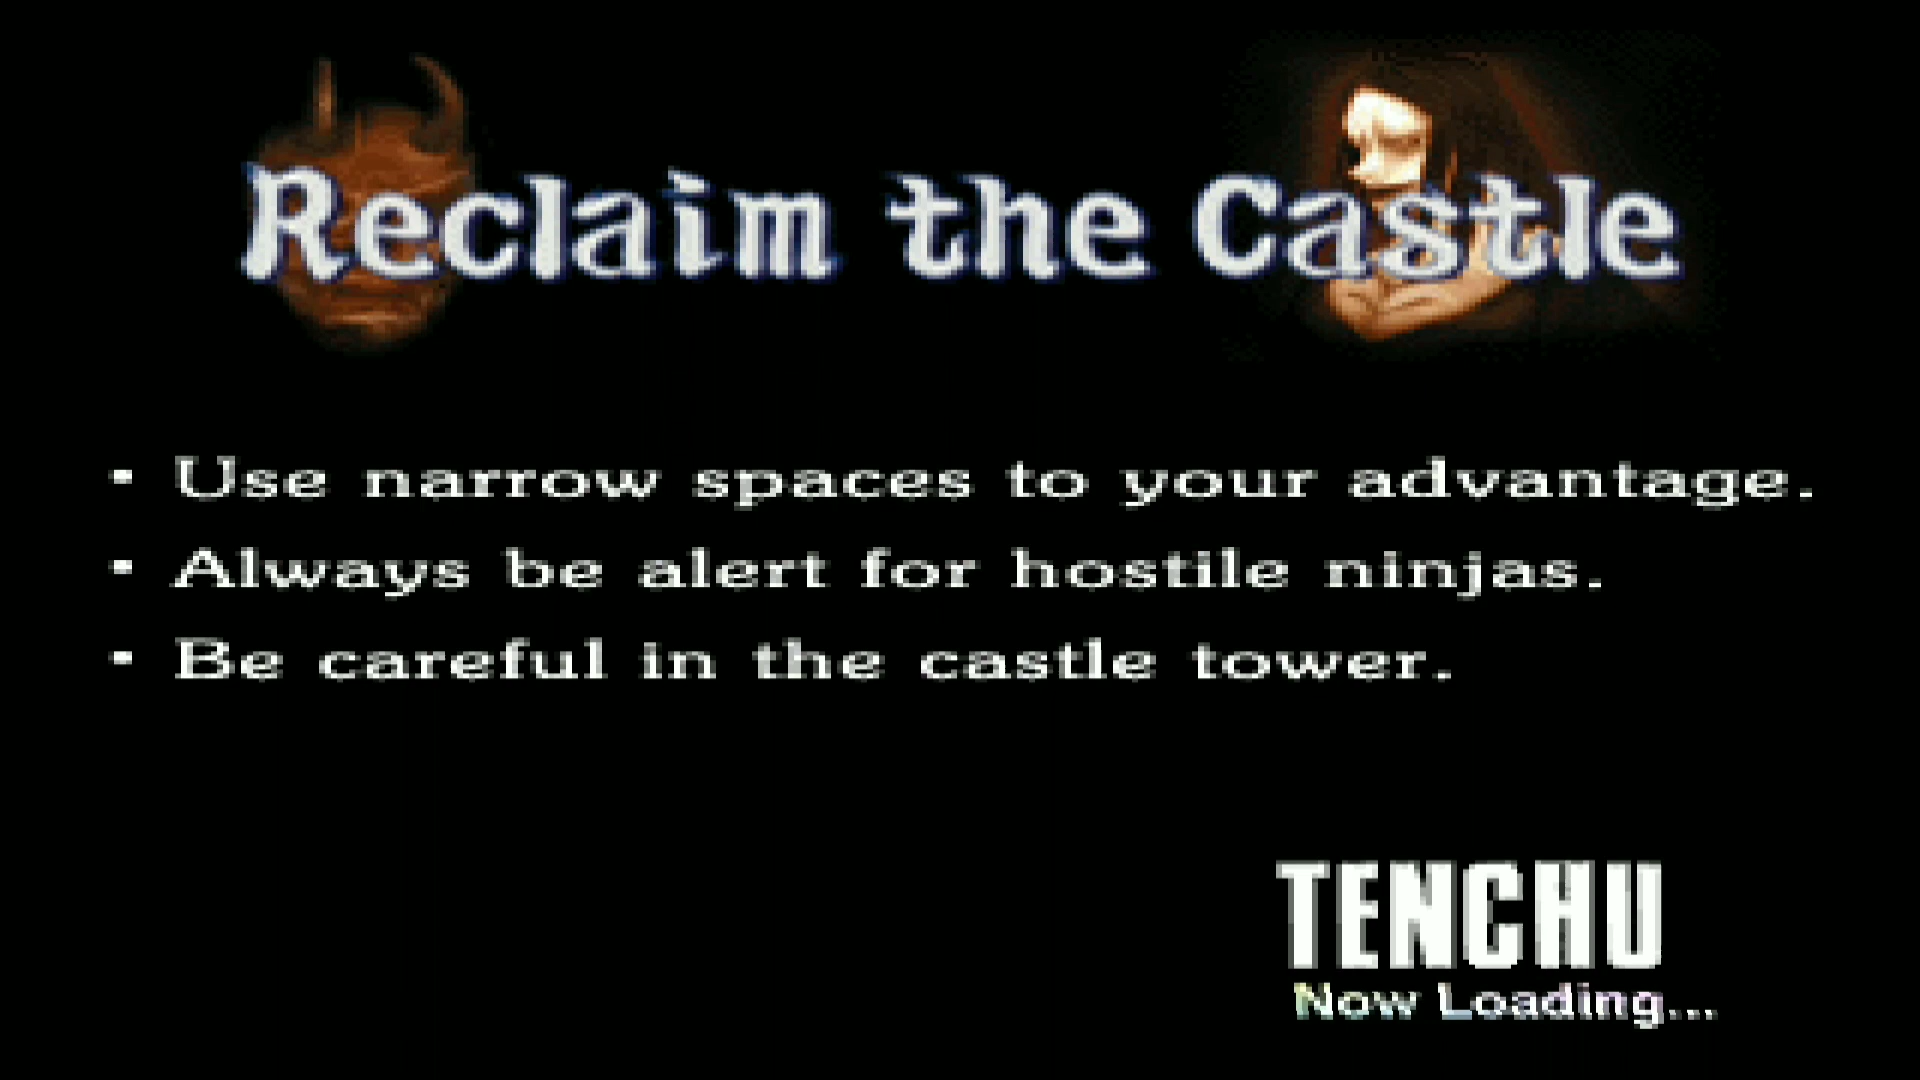 Reclaim the Castle
• Use narrow spaces to your advantage.
• Always be alert for hostile ninjas.
• Be careful in the castle tower.
TENCHU
Now Loading...